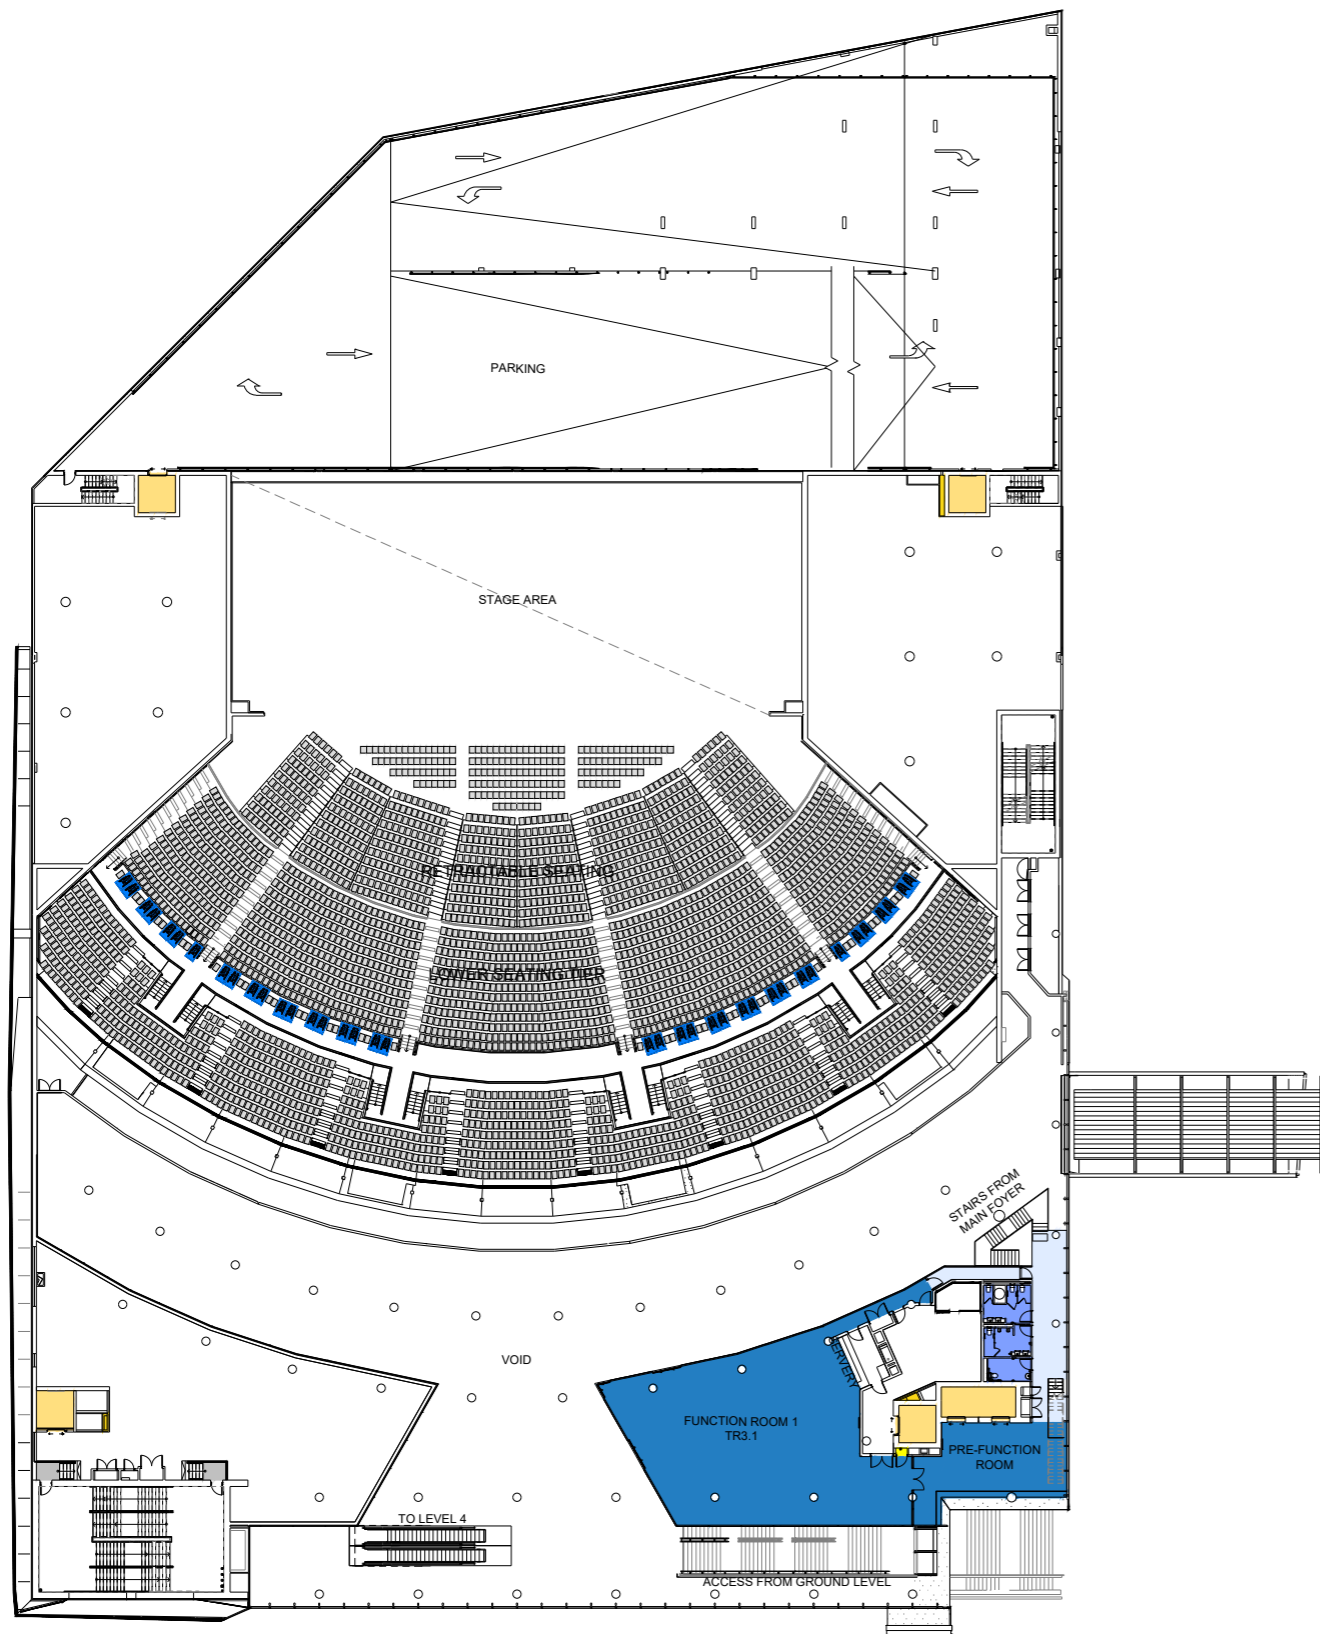 PARKING
STAGE AREA
RETRACTABLE SEATING
LOWER SEATING TIER
STAIRS FROM
MAIN FOYER
VOID
SERVERY
FUNCTION ROOM 1
TR3.1
PRE-FUNCTION
ROOM
TO LEVEL 4
ACCESS FROM GROUND LEVEL